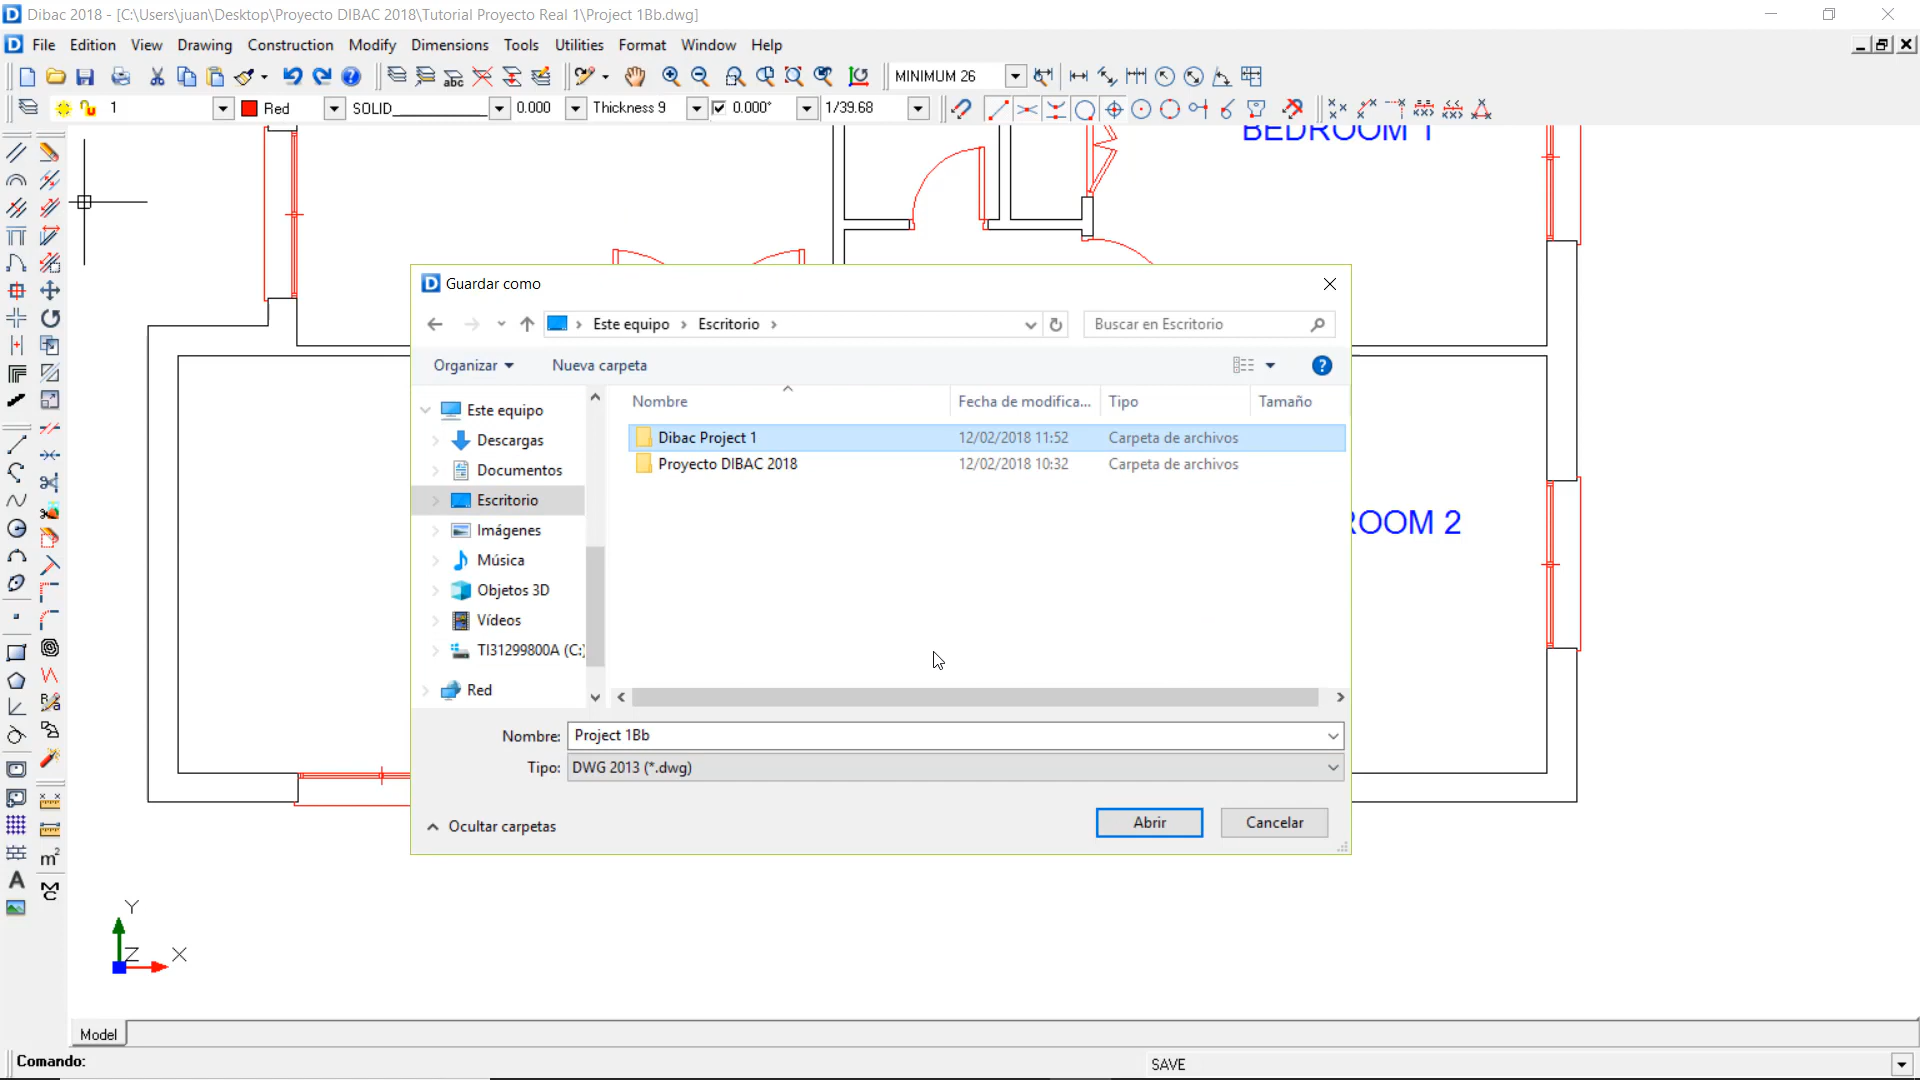 Dibac 2018 - [C:\Users\juan\Desktop\Proyecto DIBAC 2018\Tutorial Proyecto Real 1\Project 1Bb.dwg]
File Edition View Drawing Construction Modify Dimensions Tools Utilities Format Window Help
MINIMUM 26
1 Red SOLID 0.000 Thickness 9 0.000° 1/39.68
BEDROOM 1
Guardar como
Este equipo Escritorio Buscar en Escritorio
Organizar Nueva carpeta
Nombre Fecha de modifica... Tipo Tamaño
Este equipo
Descargas
Documentos
Escritorio
Imágenes
Música
Objetos 3D
Vídeos
TI31299800A (C:)
Red
Dibac Project 1 12/02/2018 11:52 Carpeta de archivos
Proyecto DIBAC 2018 12/02/2018 10:32 Carpeta de archivos
ROOM 2
Nombre: Project 1Bb
Tipo: DWG 2013 (*.dwg)
Ocultar carpetas Abrir Cancelar
m²
Y
Z X
Model
Comando: SAVE